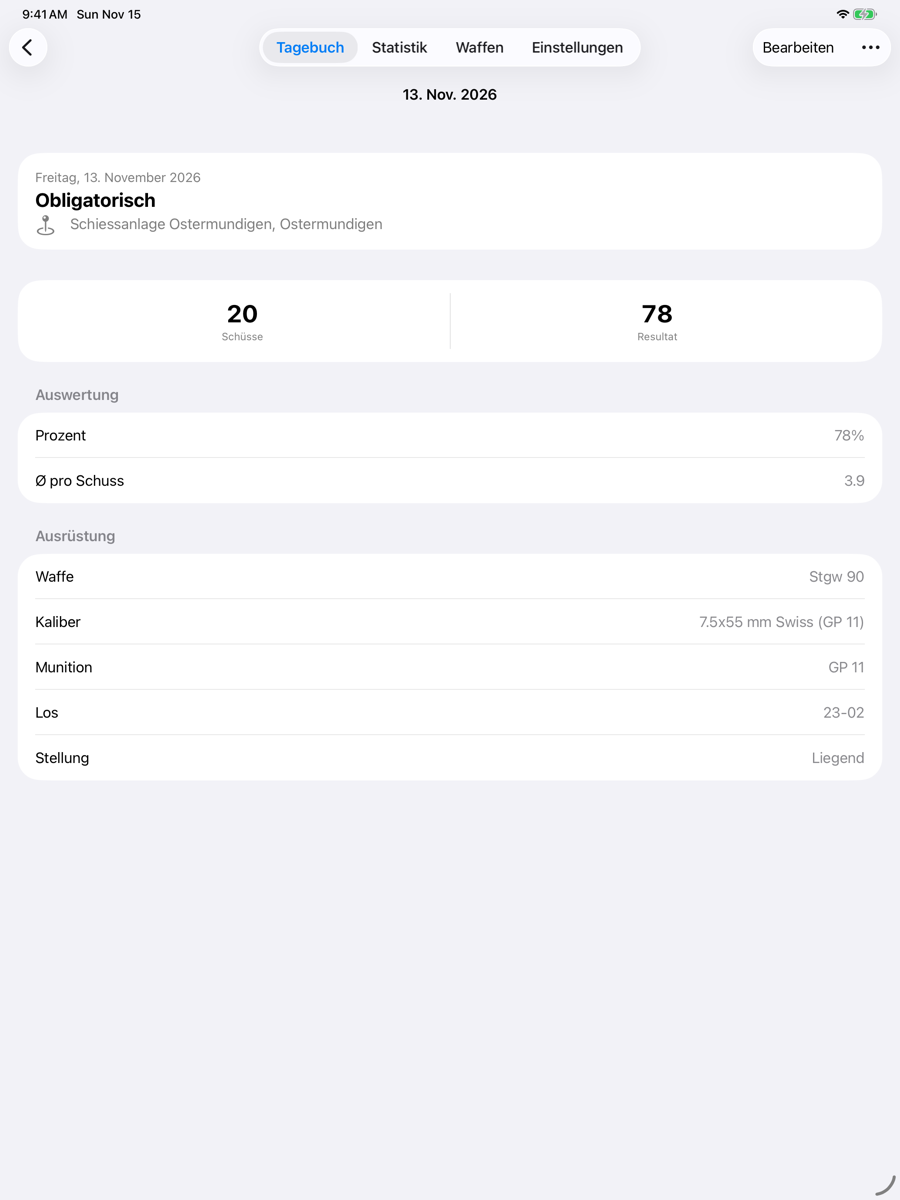 9:41 AM Sun Nov 15
Tagebuch Statistik Waffen Einstellungen
Bearbeiten
13. Nov. 2026
Freitag, 13. November 2026
Obligatorisch
Schiessanlage Ostermundigen, Ostermundigen
20
Schüsse
78
Resultat
Auswertung
Prozent 78%
Ø pro Schuss 3.9
Ausrüstung
Waffe Stgw 90
Kaliber 7.5x55 mm Swiss (GP 11)
Munition GP 11
Los 23-02
Stellung Liegend